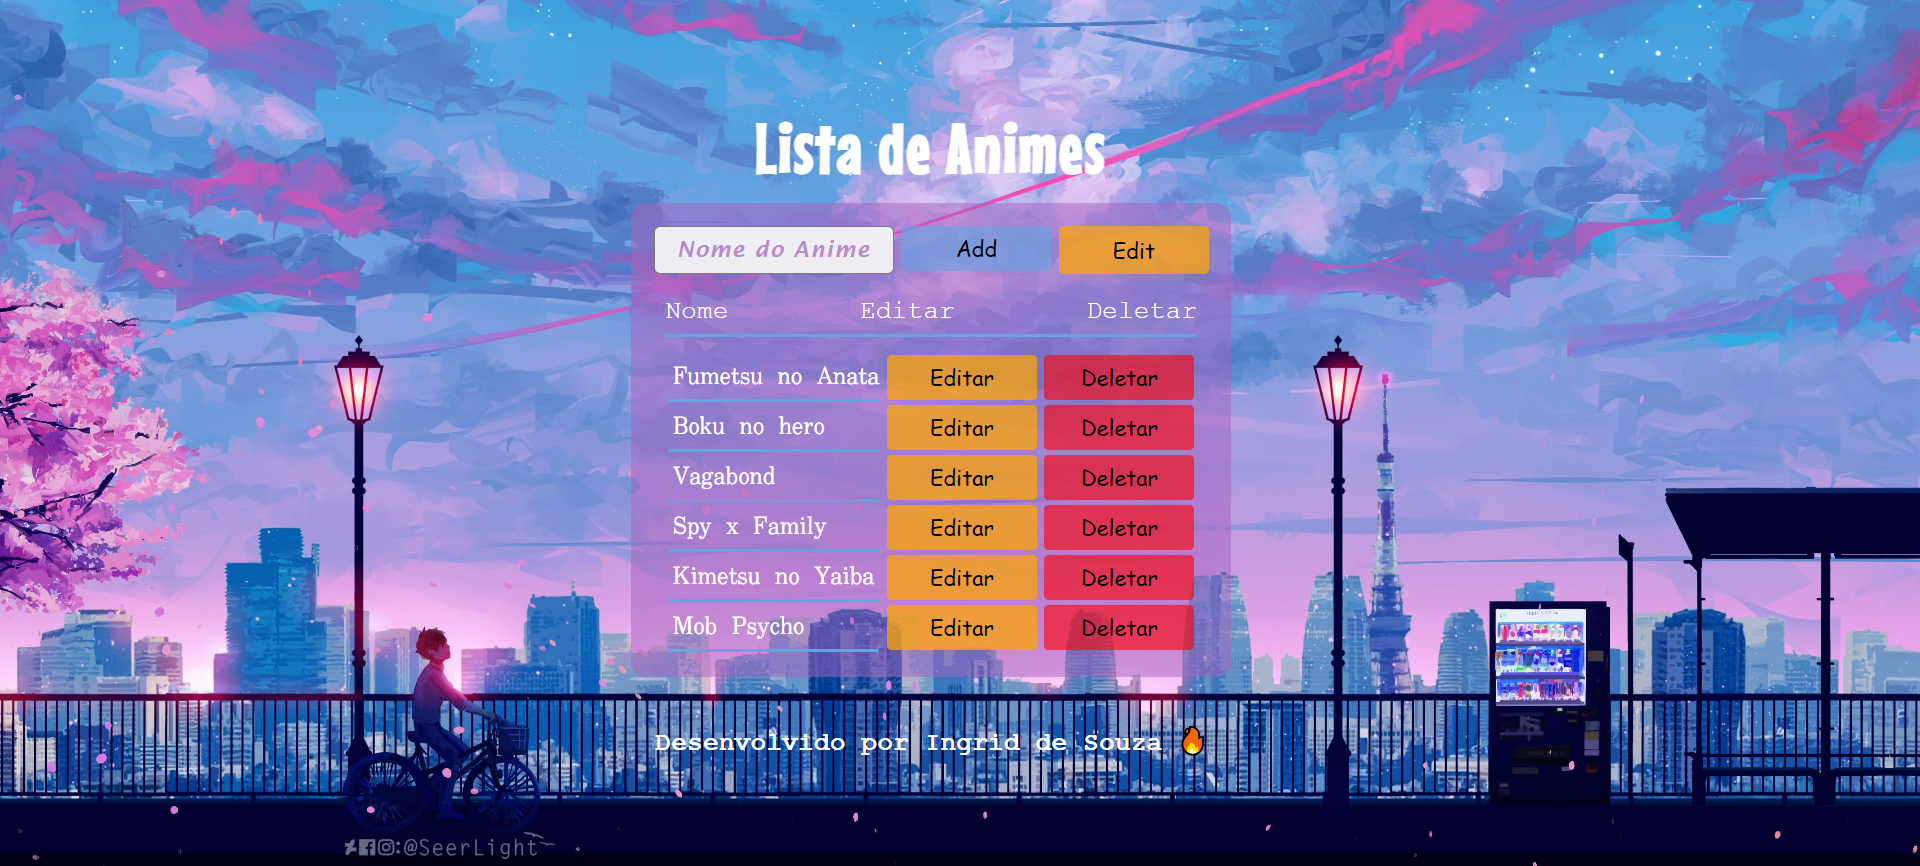 Lista de Animes
Nome do Anime Add Edit
Nome Editar Deletar
Fumetsu no Anata Editar Deletar
Boku no hero Editar Deletar
Vagabond Editar Deletar
Spy x Family Editar Deletar
Kimetsu no Yaiba Editar Deletar
Mob Psycho Editar Deletar
Desenvolvido por Ingrid de Souza 🔥
:@SeerLight